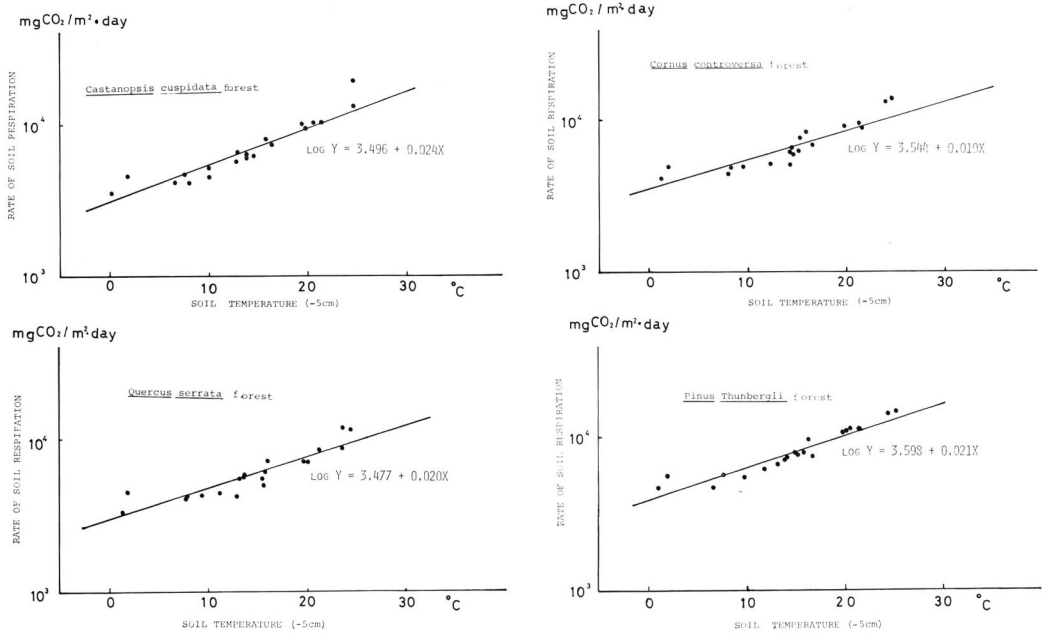 mgCO₂/m²・day
Castanopsis cuspidata forest
RATE OF SOIL RESPIRATION
10⁴
LOG Y = 3.496 + 0.024X
10³
0 10 20 30 °C
SOIL TEMPERATURE (-5cm)
mgCO₂/m²・day
Cornus controversa forest
RATE OF SOIL RESPIRATION
10⁴
LOG Y = 3.544 + 0.019X
10³
0 10 20 30 °C
SOIL TEMPERATURE (-5cm)
mgCO₂/m²・day
Quercus serrata forest
RATE OF SOIL RESPIRATION
10⁴
LOG Y = 3.477 + 0.020X
10³
0 10 20 30 °C
SOIL TEMPERATURE (-5cm)
mgCO₂/m²・day
Pinus Thunbergii forest
RATE OF SOIL RESPIRATION
10⁴
LOG Y = 3.598 + 0.021X
10³
0 10 20 30 °C
SOIL TEMPERATURE (-5cm)